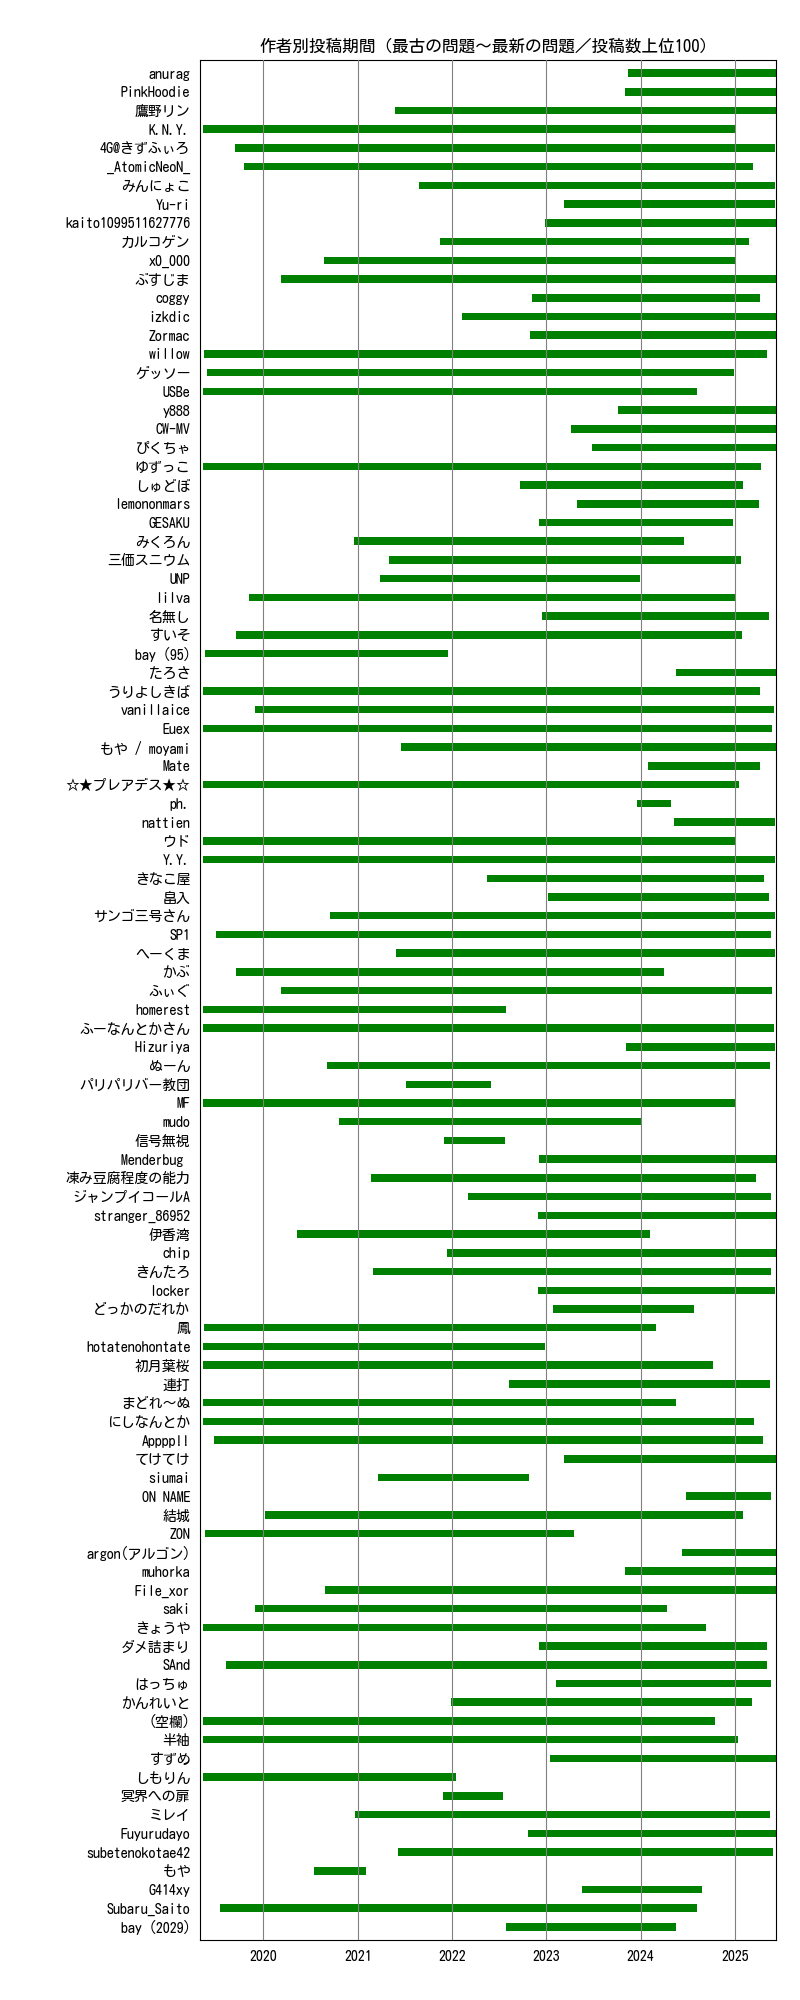 作者別投稿期間 (最古の問題～最新の問題／投稿数上位100)
anurag
PinkHoodie
鷹野リン
K.N.Y.
4G@きずふぃろ
_AtomicNeoN_
みんにょこ
Yu-ri
kaito1099511627776
カルコゲン
x0_000
ぶすじま
coggy
izkdic
Zormac
willow
ゲッソー
USBe
y888
CW-MV
ぴくちゃ
ゆずっこ
しゅどぼ
lemononmars
GESAKU
みくろん
三価スニウム
UNP
lilva
名無し
すいそ
bay (95)
たろさ
うりよしきば
vanillaice
Euex
もや / moyami
Mate
☆★プレアデス★☆
ph.
nattien
ウド
Y.Y.
きなこ屋
畠入
サンゴ三号さん
SP1
へーくま
かぶ
ふぃぐ
homerest
ふーなんとかさん
Hizuriya
ぬーん
パリパリバー教団
MF
mudo
信号無視
Menderbug
凍み豆腐程度の能力
ジャンプイコールA
stranger_86952
伊香湾
chip
きんたろ
locker
どっかのだれか
鳳
hotatenohontate
初月葉桜
連打
まどれ～ぬ
にしなんとか
Appppll
てけてけ
siumai
ON NAME
結城
ZON
argon(アルゴン)
muhorka
File_xor
saki
きょうや
ダメ詰まり
SAnd
はっちゅ
かんれいと
(空欄)
半袖
すずめ
しもりん
冥界への扉
ミレイ
Fuyurudayo
subetenokotae42
もや
G414xy
Subaru_Saito
bay (2029)
2020 2021 2022 2023 2024 2025